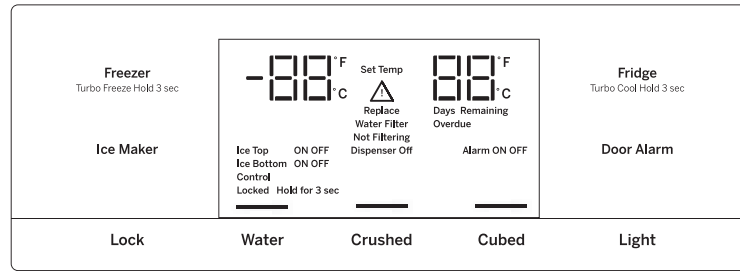 Freezer
Turbo Freeze Hold 3 sec
Ice Maker
-88 °F °C
Set Temp
88 °F °C
Replace
Water Filter
Not Filtering
Dispenser Off
Days Remaining
Overdue
Ice Top ON OFF
Ice Bottom ON OFF
Control
Locked Hold for 3 sec
Alarm ON OFF
Fridge
Turbo Cool Hold 3 sec
Door Alarm
Lock Water Crushed Cubed Light